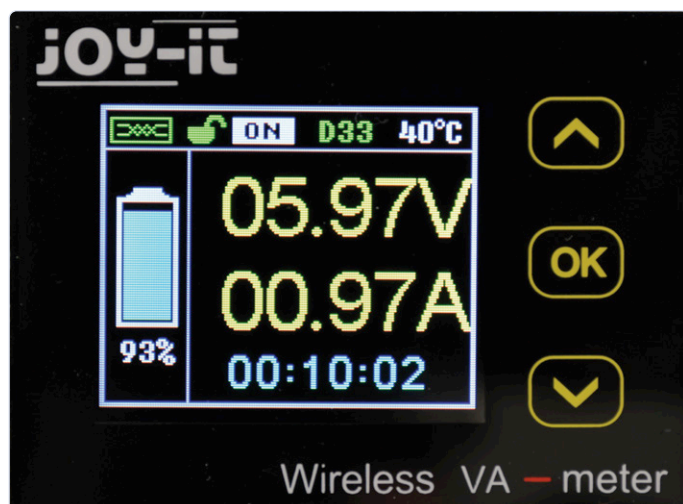 joy-it
ON D33 40°C
05.97V
00.97A
93%
00:10:02
OK
Wireless VA - meter